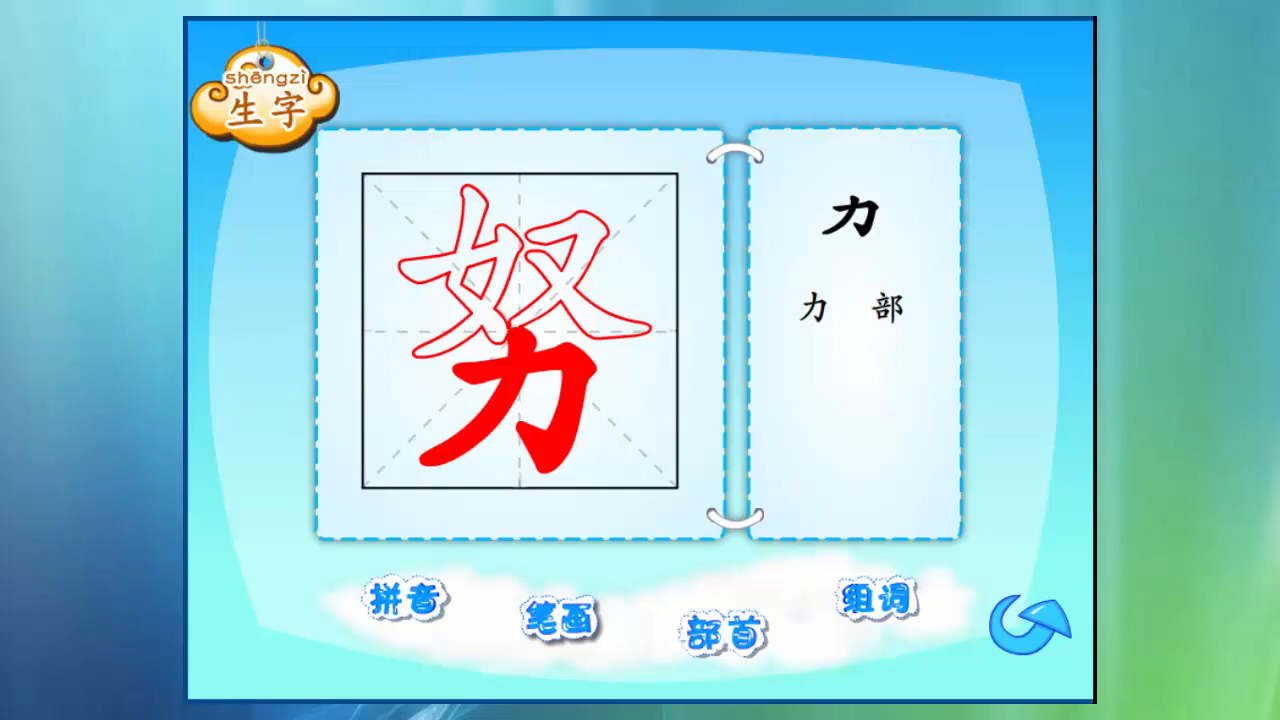 shēngzì
生字
努
力
力 部
拼音
笔画
部首
组词